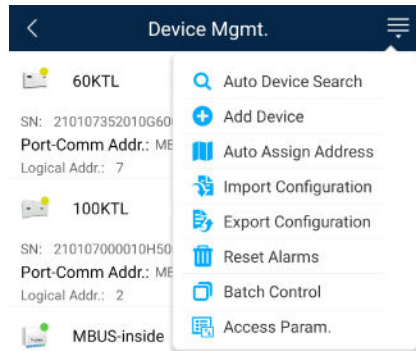 Device Mgmt.
60KTL
SN: 210107352010G60
Port-Comm Addr.: ME
Logical Addr.: 7
100KTL
SN: 210107000010H50
Port-Comm Addr.: ME
Logical Addr.: 2
MBUS-inside
Auto Device Search
Add Device
Auto Assign Address
Import Configuration
Export Configuration
Reset Alarms
Batch Control
Access Param.